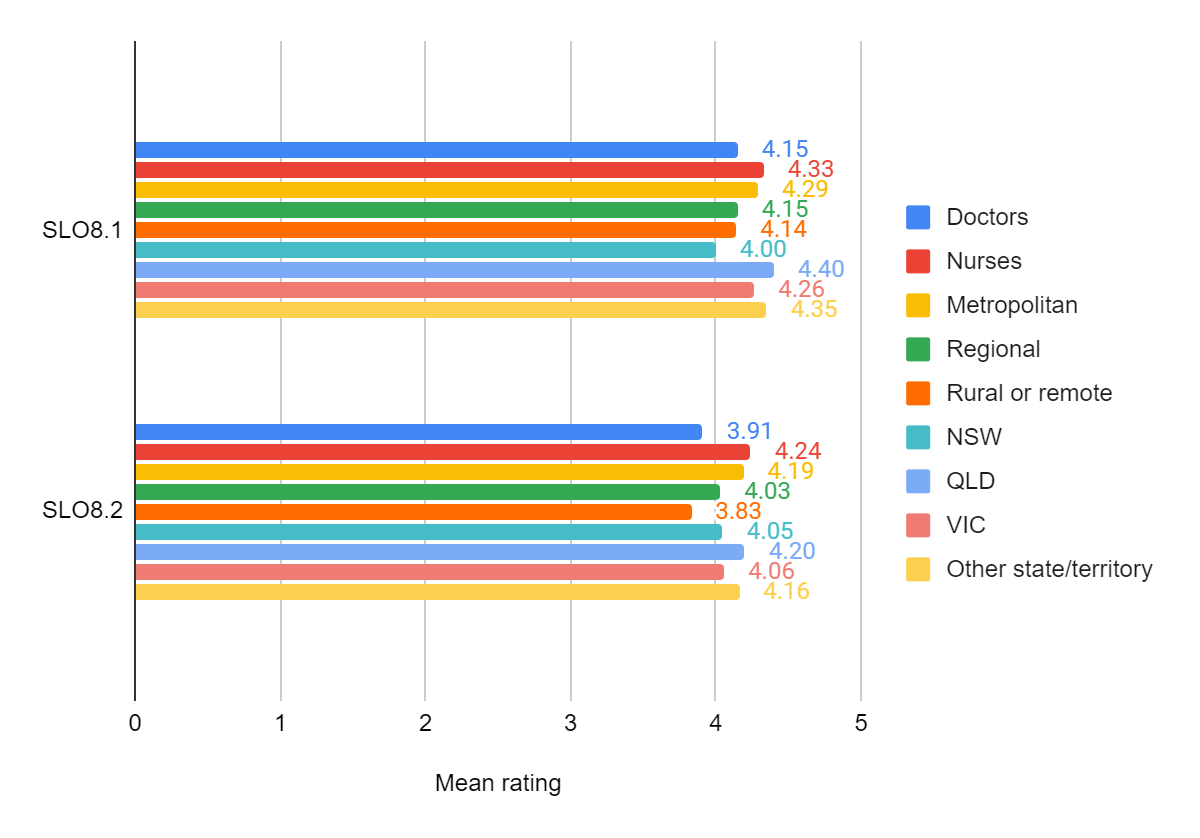 SLO8.1
4.15
4.33
4.29
4.15
4.14
4.00
4.40
4.26
4.35
SLO8.2
3.91
4.24
4.19
4.03
3.83
4.05
4.20
4.06
4.16
0 1 2 3 4 5
Mean rating
Doctors
Nurses
Metropolitan
Regional
Rural or remote
NSW
QLD
VIC
Other state/territory